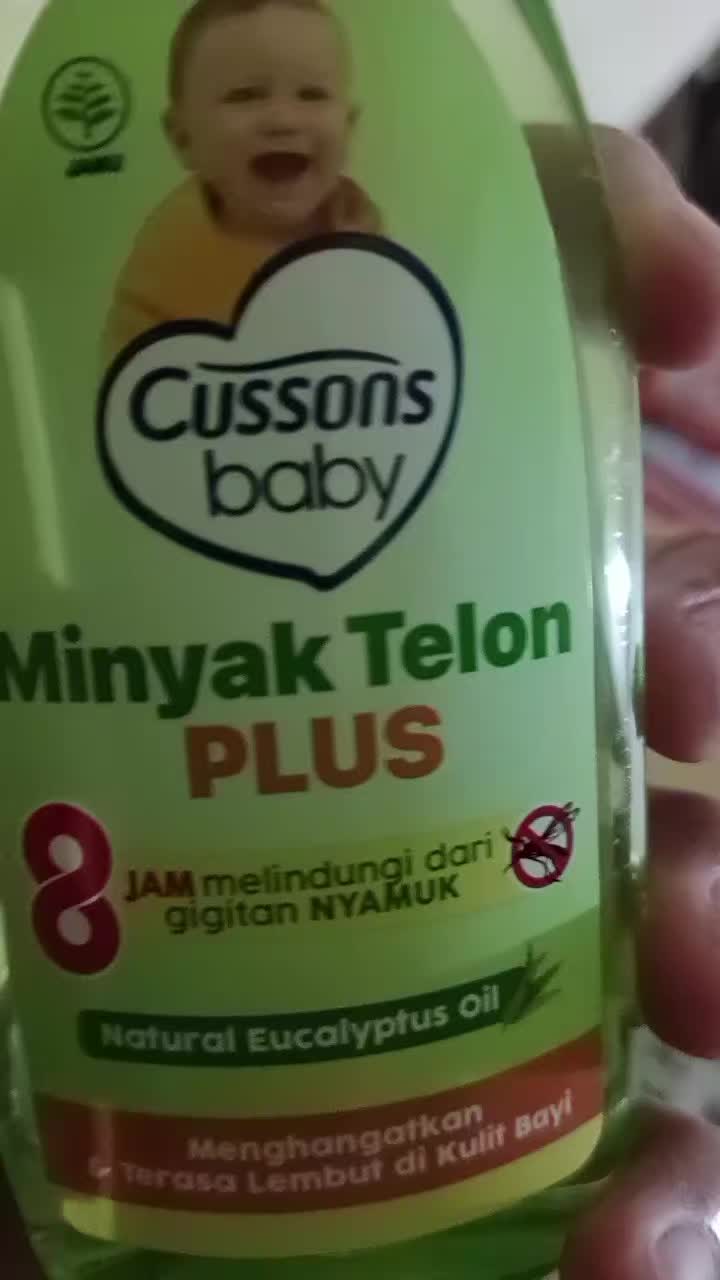 JAMU
Cussons
baby
Minyak Telon
PLUS
8 JAM melindungi dari
gigitan NYAMUK
Natural Eucalyptus Oil
Menghangatkan
& Terasa Lembut di Kulit Bayi